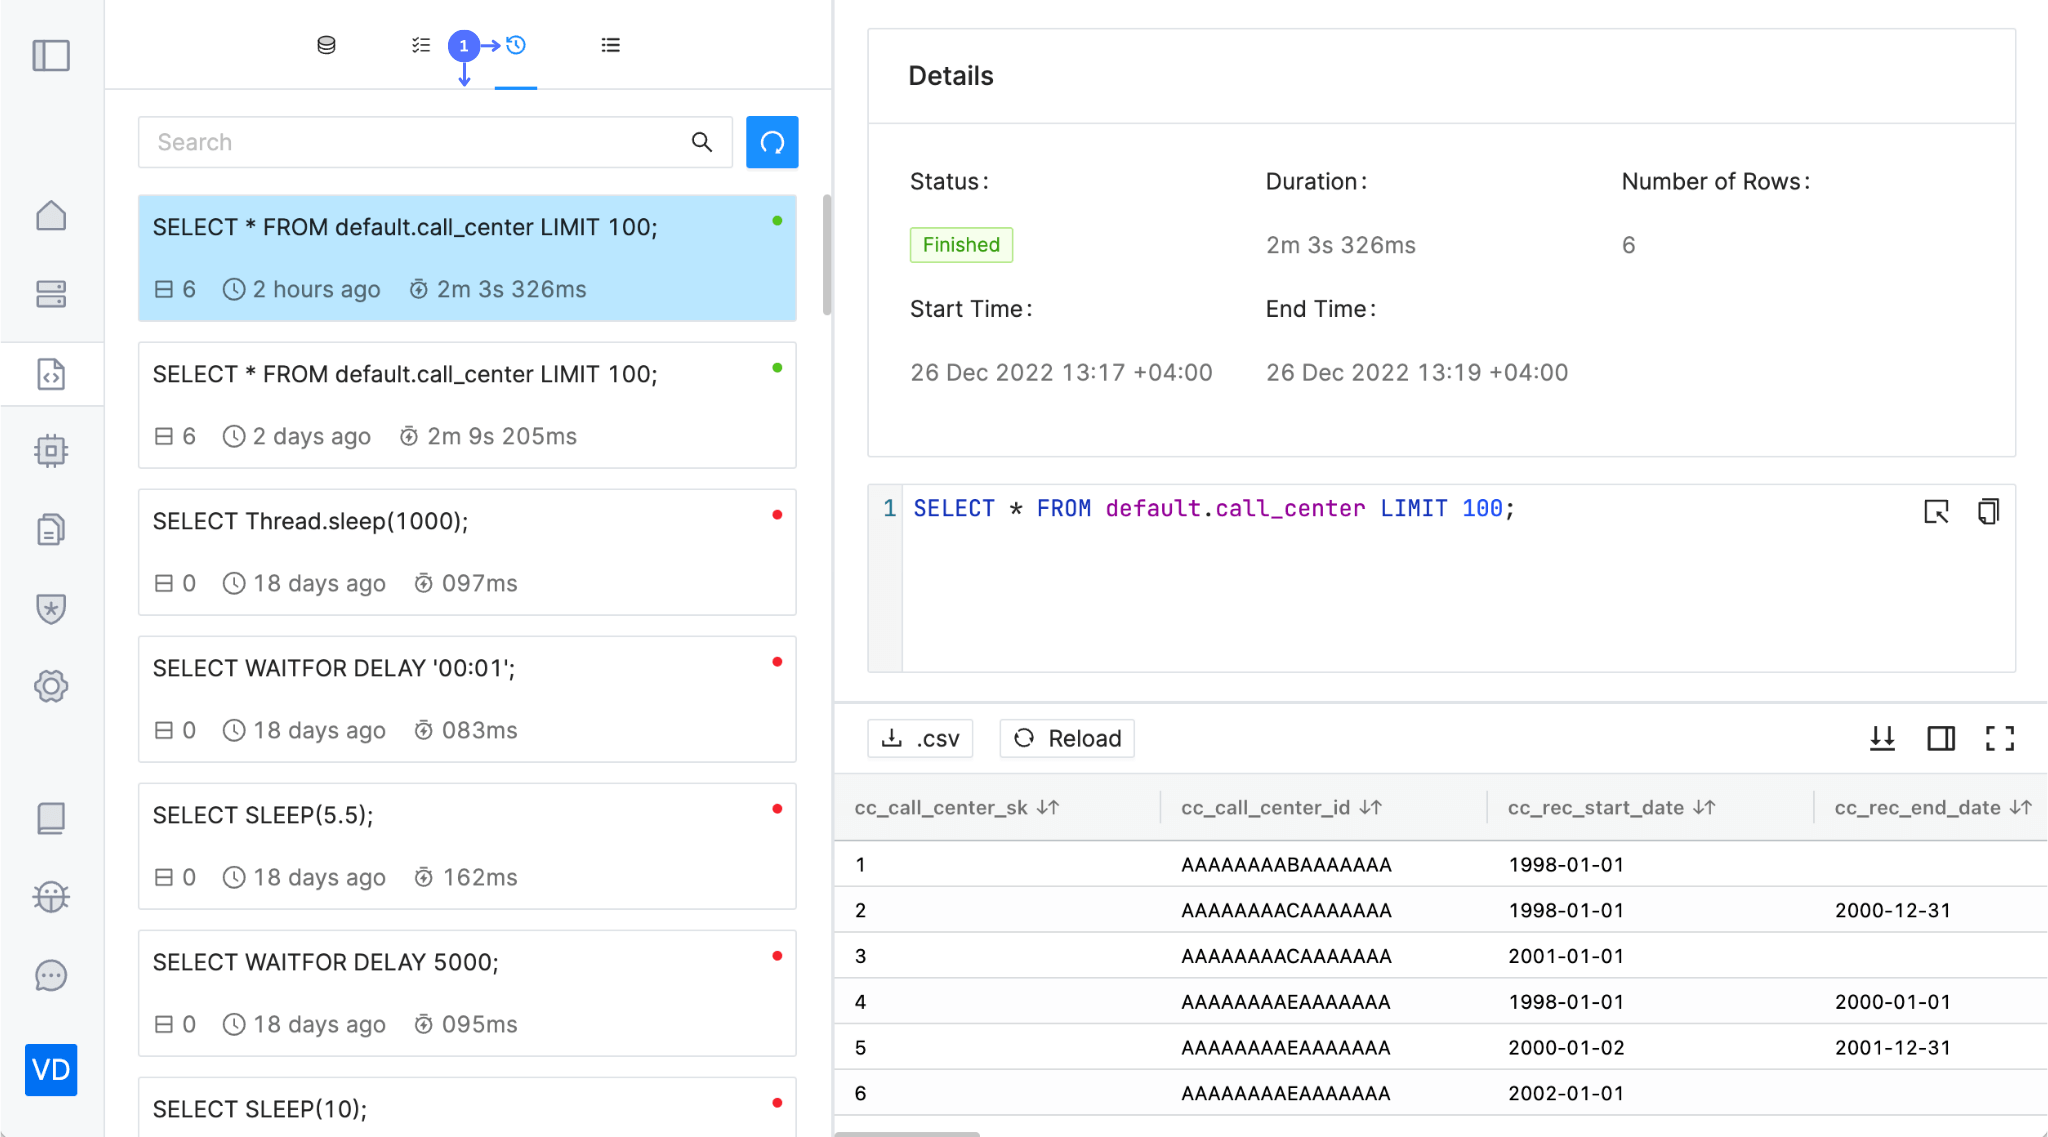 1
Search
SELECT * FROM default.call_center LIMIT 100;
6 2 hours ago 2m 3s 326ms
SELECT * FROM default.call_center LIMIT 100;
6 2 days ago 2m 9s 205ms
SELECT Thread.sleep(1000);
0 18 days ago 097ms
SELECT WAITFOR DELAY '00:01';
0 18 days ago 083ms
SELECT SLEEP(5.5);
0 18 days ago 162ms
SELECT WAITFOR DELAY 5000;
0 18 days ago 095ms
SELECT SLEEP(10);
VD
Details
Status: Duration: Number of Rows:
Finished 2m 3s 326ms 6
Start Time: End Time:
26 Dec 2022 13:17 +04:00 26 Dec 2022 13:19 +04:00
1 SELECT * FROM default.call_center LIMIT 100;
.csv Reload
cc_call_center_sk cc_call_center_id cc_rec_start_date cc_rec_end_date
1 AAAAAAAABAAAAAAA 1998-01-01
2 AAAAAAAACAAAAAAA 1998-01-01 2000-12-31
3 AAAAAAAACAAAAAAA 2001-01-01
4 AAAAAAAAEAAAAAAA 1998-01-01 2000-01-01
5 AAAAAAAAEAAAAAAA 2000-01-02 2001-12-31
6 AAAAAAAAEAAAAAAA 2002-01-01